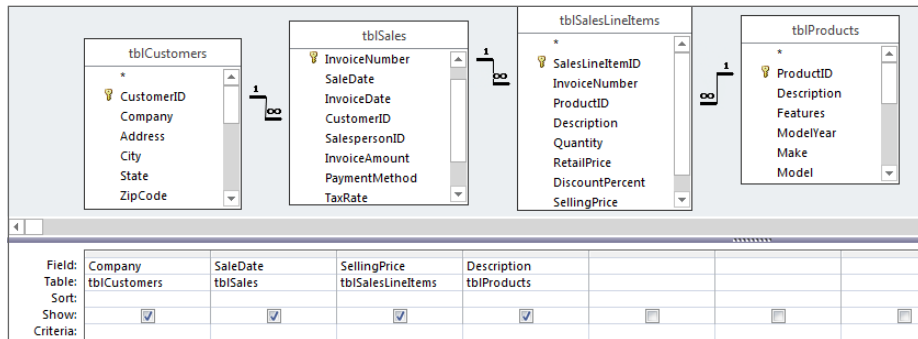 tblCustomers
*
CustomerID
Company
Address
City
State
ZipCode
1
∞
tblSales
InvoiceNumber
SaleDate
InvoiceDate
CustomerID
SalespersonID
InvoiceAmount
PaymentMethod
TaxRate
1
∞
tblSalesLineItems
*
SalesLineItemID
InvoiceNumber
ProductID
Description
Quantity
RetailPrice
DiscountPercent
SellingPrice
1
∞
tblProducts
*
ProductID
Description
Features
ModelYear
Make
Model
Field: Company SaleDate SellingPrice Description
Table: tblCustomers tblSales tblSalesLineItems tblProducts
Sort:
Show:
Criteria: